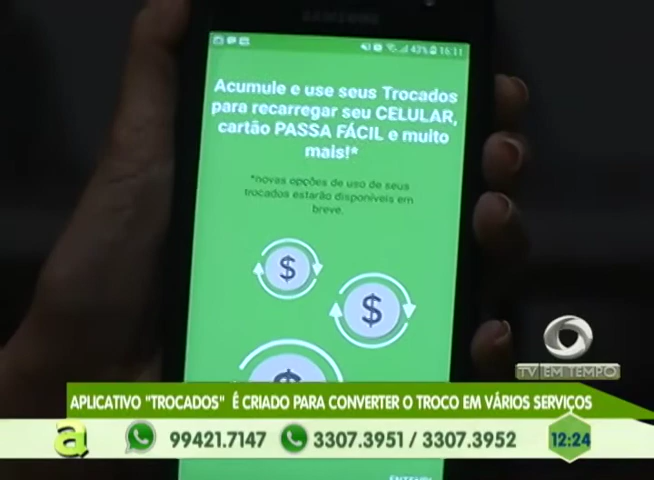 SAMSUNG
43% 16:11
Acumule e use seus Trocados
para recarregar seu CELULAR,
cartão PASSA FÁCIL e muito
mais!*
*novas opções de uso de seus
trocados estarão disponíveis em
breve.
$
$
$
TV EM TEMPO
APLICATIVO "TROCADOS" É CRIADO PARA CONVERTER O TROCO EM VÁRIOS SERVIÇOS
a 99421.7147 3307.3951 / 3307.3952 12:24